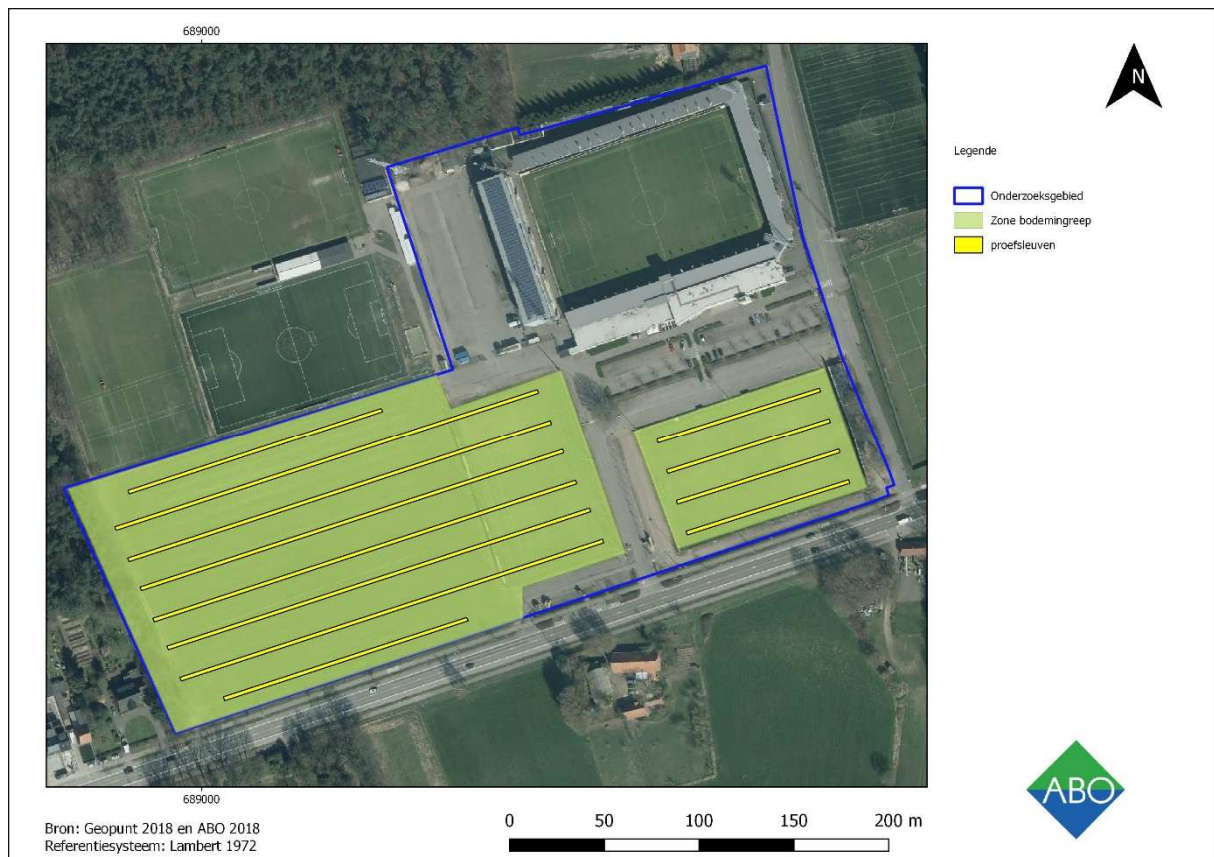 689000
N
Legende
Onderzoeksgebied
Zone bodemingreep
proefsleuven
689000
Bron: Geopunt 2018 en ABO 2018
Referentiesysteem: Lambert 1972
0 50 100 150 200 m
ABO